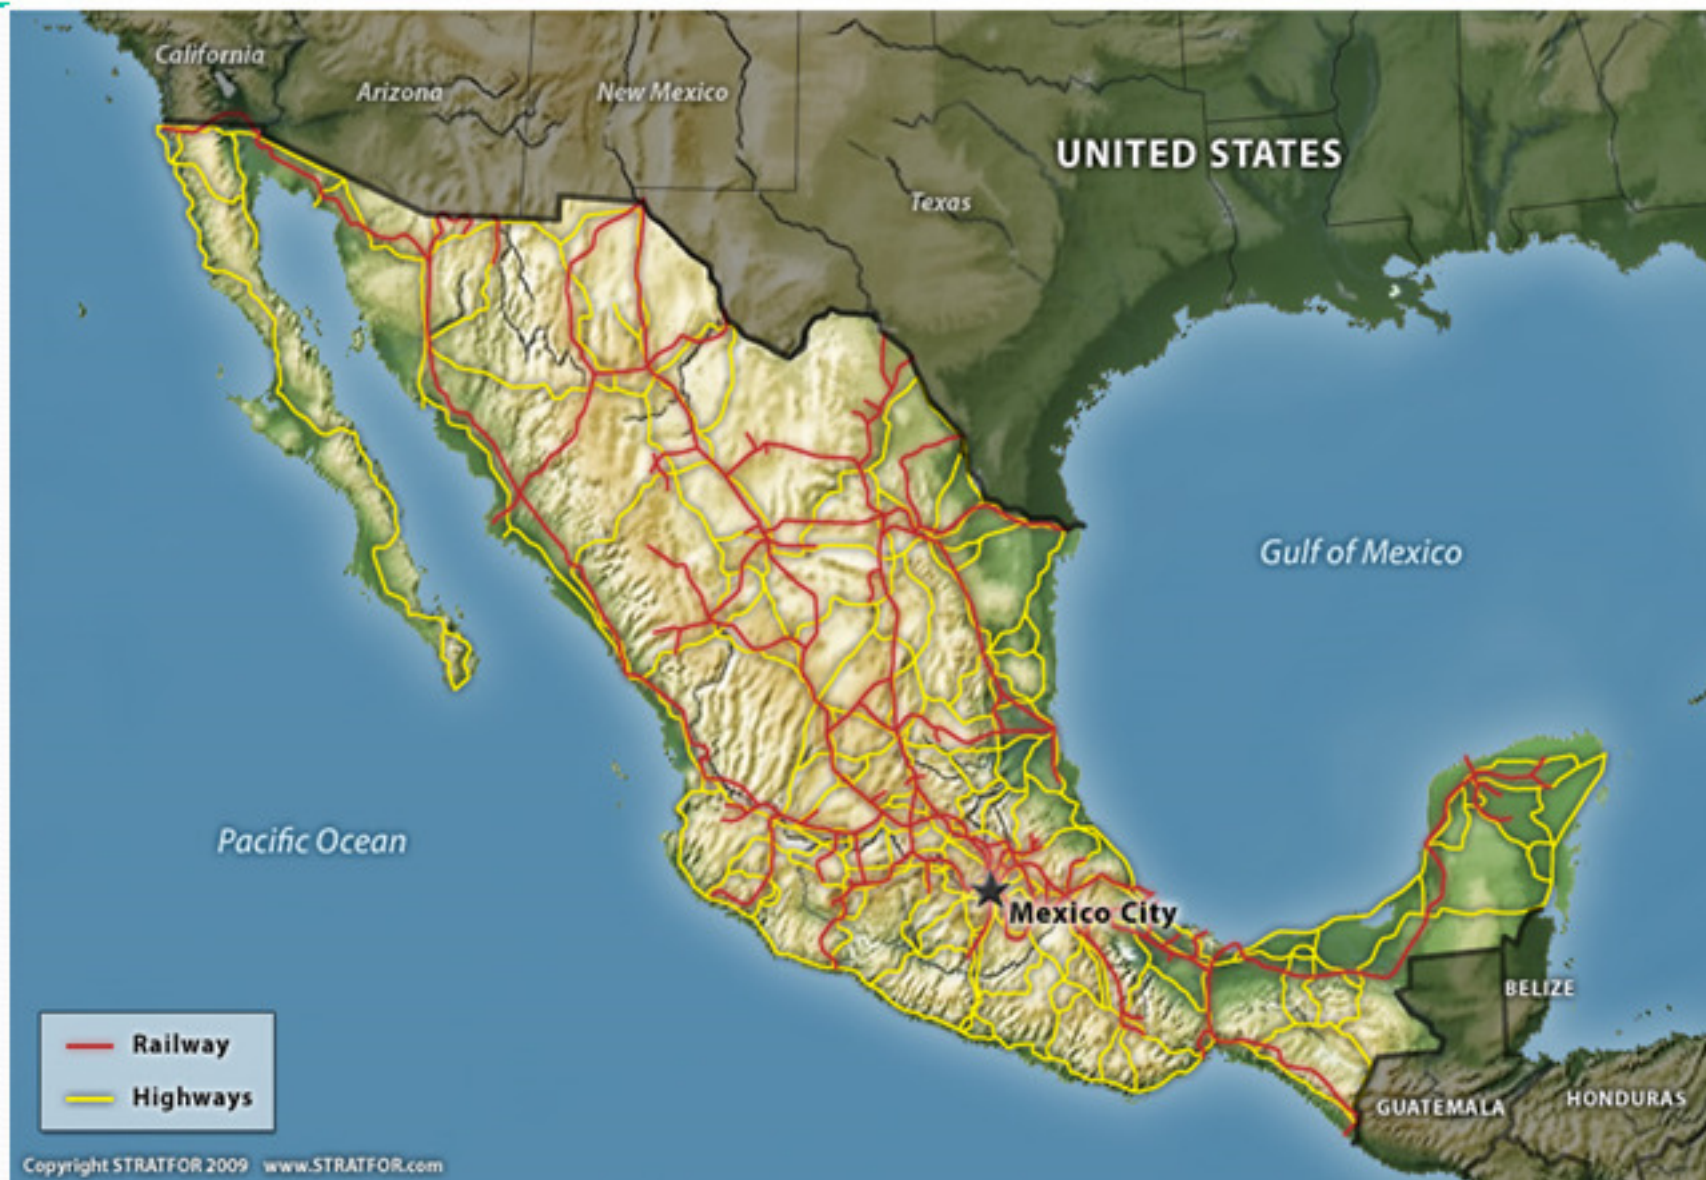 California
Arizona
New Mexico
UNITED STATES
Texas
Gulf of Mexico
Pacific Ocean
Mexico City
BELIZE
Railway
Highways
GUATEMALA
HONDURAS
Copyright STRATFOR 2009 www.STRATFOR.com